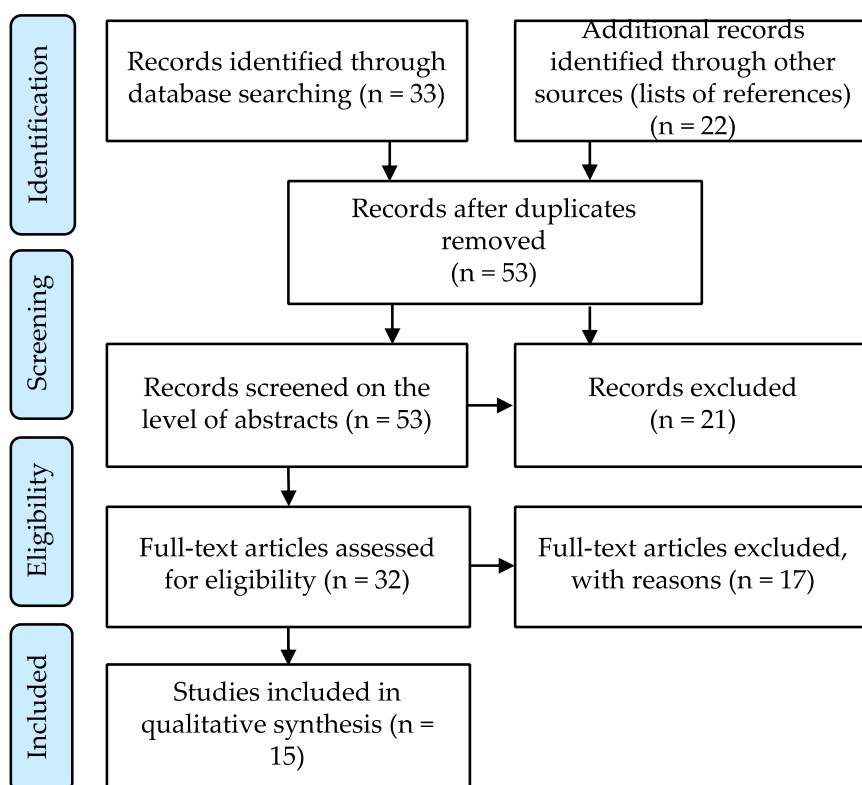 Identification
Records identified through
database searching (n = 33)
Additional records
identified through other
sources (lists of references)
(n = 22)
Records after duplicates
removed
(n = 53)
Screening
Records screened on the
level of abstracts (n = 53)
Records excluded
(n = 21)
Eligibility
Full-text articles assessed
for eligibility (n = 32)
Full-text articles excluded,
with reasons (n = 17)
Included
Studies included in
qualitative synthesis (n =
15)